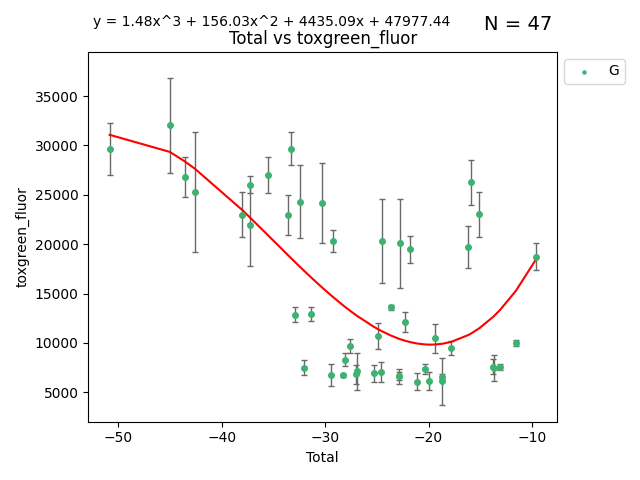 y = 1.48x^3 + 156.03x^2 + 4435.09x + 47977.44
N = 47
Total vs toxgreen_fluor
G
35000
30000
25000
20000
15000
10000
5000
toxgreen_fluor
−50
−40
−30
−20
−10
Total